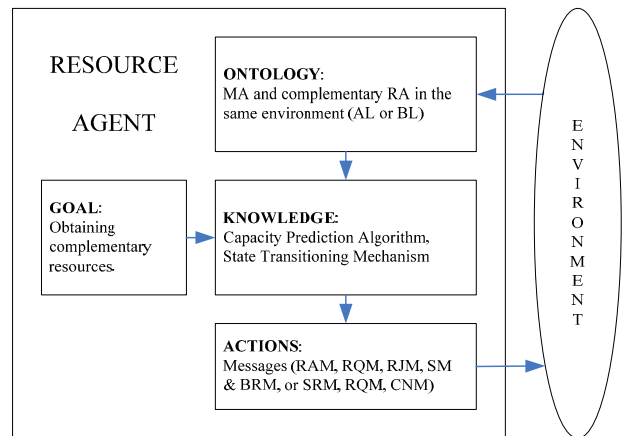 RESOURCE
AGENT
ONTOLOGY:
MA and complementary RA in the
same environment (AL or BL)
GOAL:
Obtaining
complementary
resources.
KNOWLEDGE:
Capacity Prediction Algorithm,
State Transitioning Mechanism
ACTIONS:
Messages (RAM, RQM, RJM, SM
& BRM, or SRM, RQM, CNM)
ENVIRONMENT